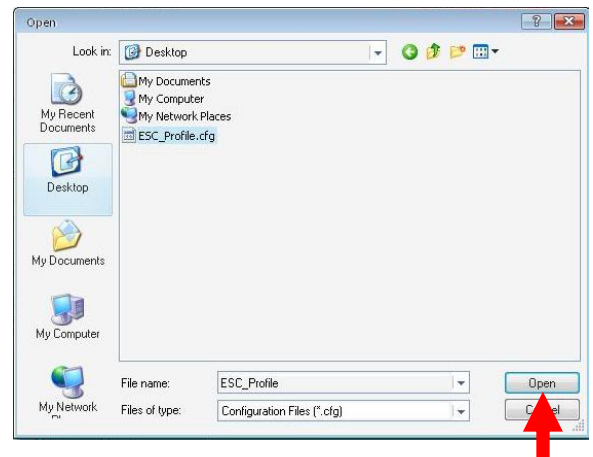 Open
Look in:
Desktop
My Recent
Documents
Desktop
My Documents
My Computer
My Network
My Documents
My Computer
My Network Places
ESC_Profile.cfg
File name:
ESC_Profile
Open
Files of type:
Configuration Files (*.cfg)